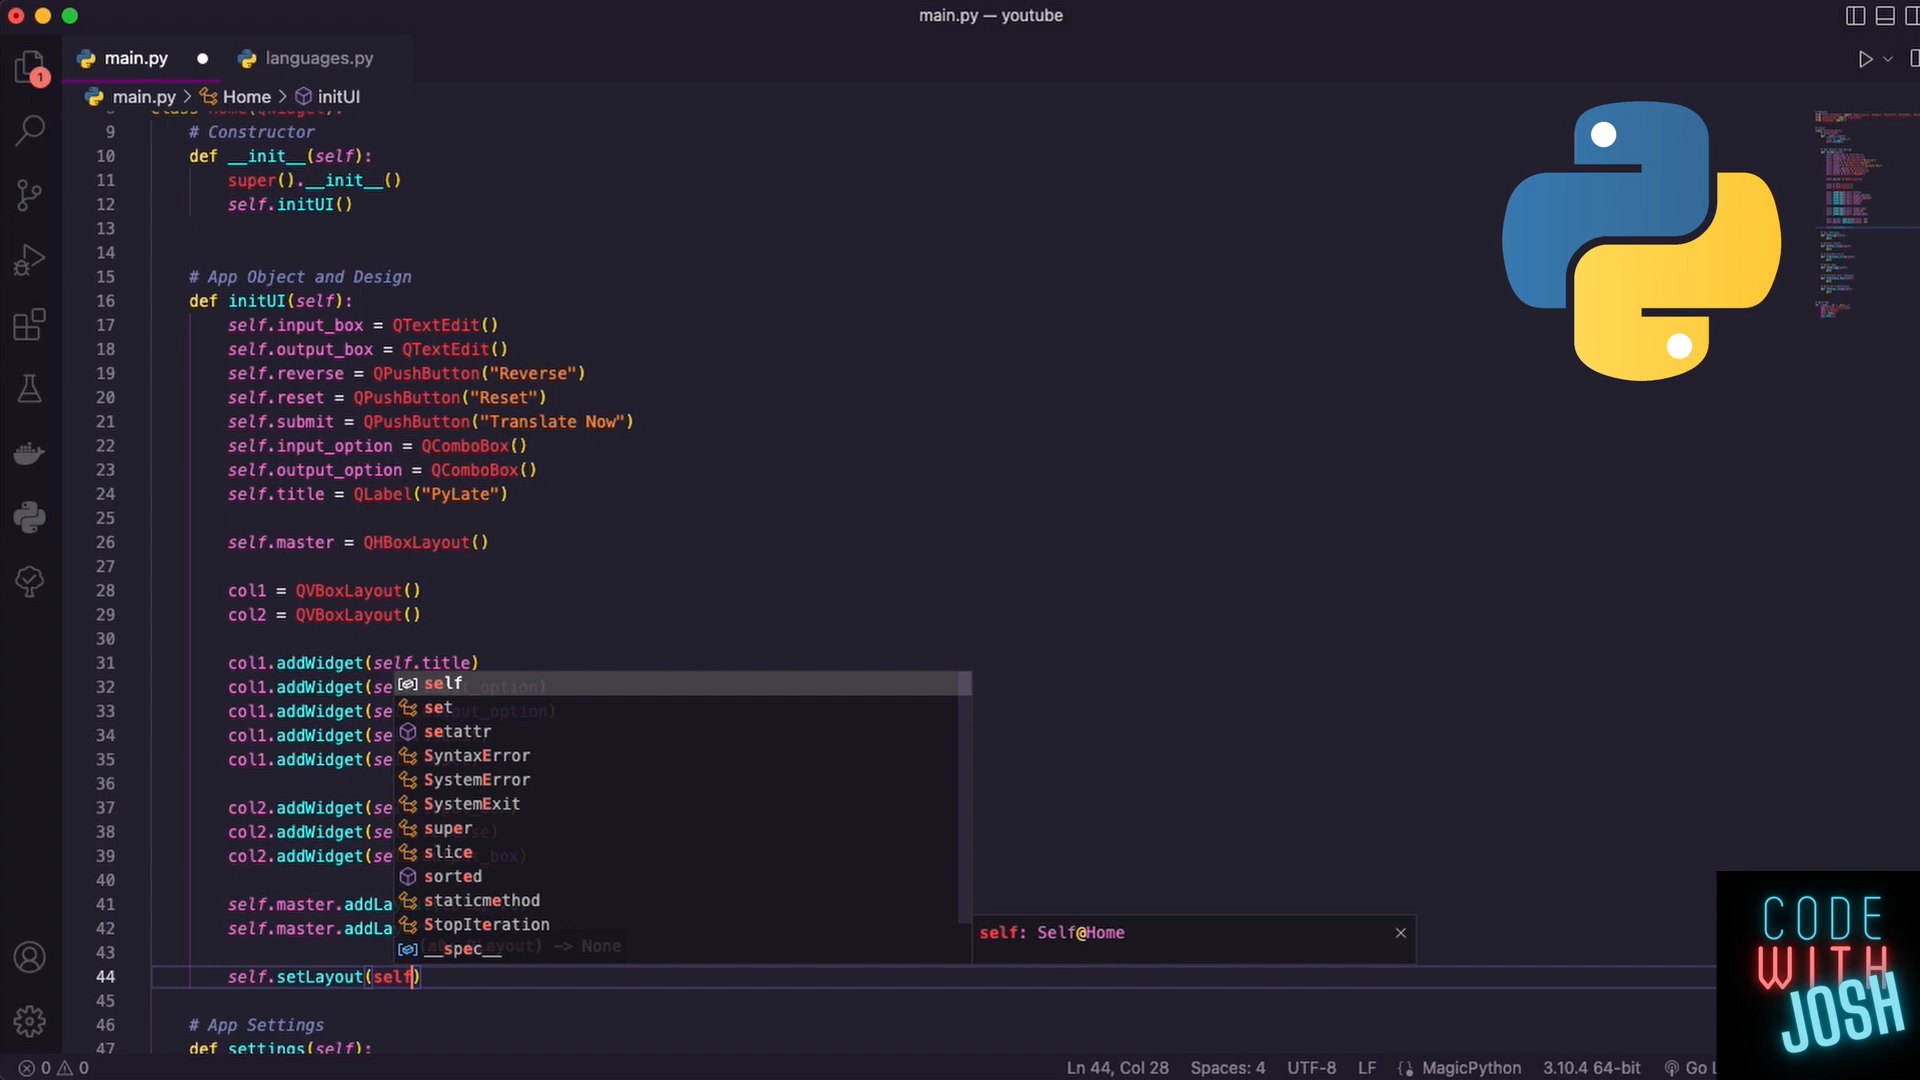 main.py — youtube
main.py languages.py
1
main.py > Home > initUI
class Home(QWidget):
9 # Constructor
10 def __init__(self):
11 super().__init__()
12 self.initUI()
13
14
15 # App Object and Design
16 def initUI(self):
17 self.input_box = QTextEdit()
18 self.output_box = QTextEdit()
19 self.reverse = QPushButton("Reverse")
20 self.reset = QPushButton("Reset")
21 self.submit = QPushButton("Translate Now")
22 self.input_option = QComboBox()
23 self.output_option = QComboBox()
24 self.title = QLabel("PyLate")
25
26 self.master = QHBoxLayout()
27
28 col1 = QVBoxLayout()
29 col2 = QVBoxLayout()
30
31 col1.addWidget(self.title)
32 col1.addWidget(se
33 col1.addWidget(se
34 col1.addWidget(se
35 col1.addWidget(se
36
37 col2.addWidget(se
38 col2.addWidget(se
39 col2.addWidget(se
40
41 self.master.addLa
42 self.master.addLa
43
44 self.setLayout(self)
45
46 # App Settings
47 def settings(self):
self
set
setattr
SyntaxError
SystemError
SystemExit
super
slice
sorted
staticmethod
StopIteration
__spec__
-> None
self: Self@Home
CODE
WITH
JOSH
0 0 Ln 44, Col 28 Spaces: 4 UTF-8 LF MagicPython 3.10.4 64-bit Go